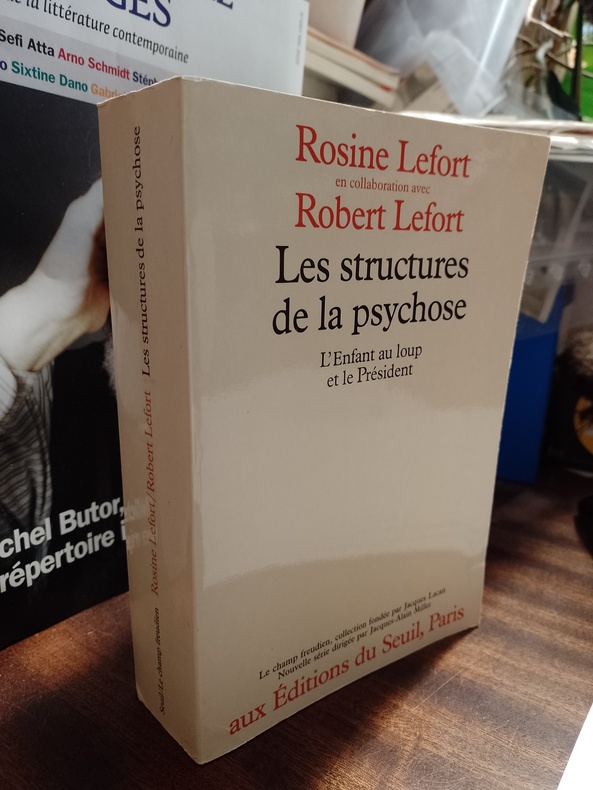 GES
la littérature contemporaine
Sefi Atta Arno Schmidt
Sixtine Dano
chel Butor,
répertoire
Rosine Lefort
en collaboration avec
Robert Lefort
Les structures
de la psychose
L'Enfant au loup
et le Président
Le champ freudien, collection fondée par Jacques Lacan
Nouvelle série dirigée par Jacques-Alain Miller
aux Éditions du Seuil, Paris
Seuil/Le champ freudien Rosine Lefort/Robert Lefort Les structures de la psychose